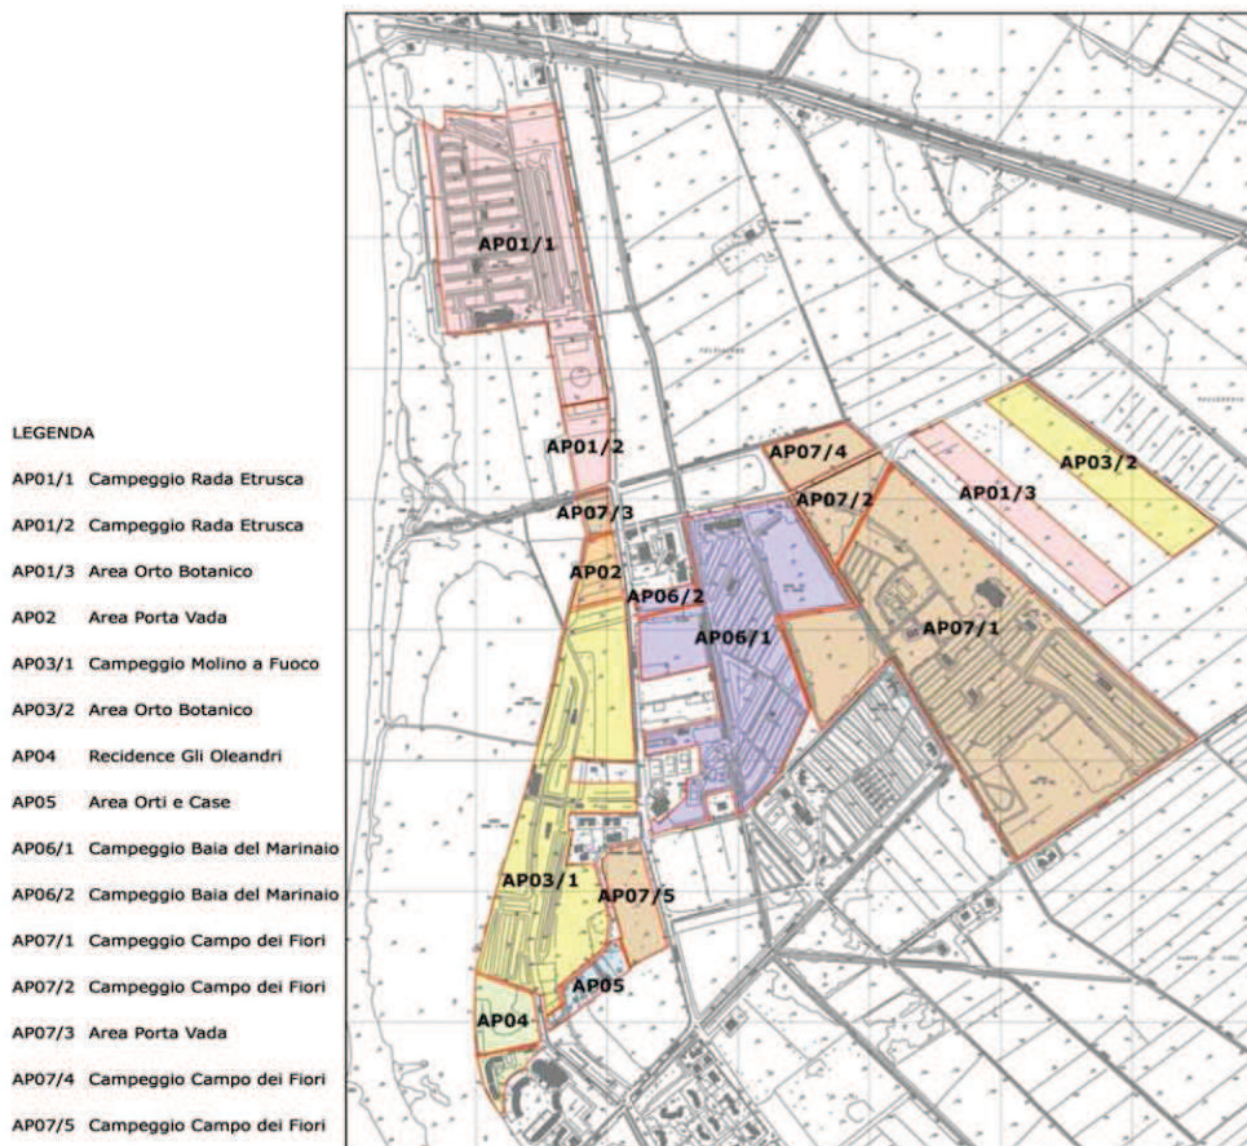 LEGENDA
AP01/1 Campeggio Rada Etrusca
AP01/2 Campeggio Rada Etrusca
AP01/3 Area Orto Botanico
AP02 Area Porta Vada
AP03/1 Campeggio Molino a Fuoco
AP03/2 Area Orto Botanico
AP04 Recidence Gli Oleandri
AP05 Area Orti e Case
AP06/1 Campeggio Baia del Marinaio
AP06/2 Campeggio Baia del Marinaio
AP07/1 Campeggio Campo dei Fiori
AP07/2 Campeggio Campo dei Fiori
AP07/3 Area Porta Vada
AP07/4 Campeggio Campo dei Fiori
AP07/5 Campeggio Campo dei Fiori
AP01/1
AP01/2
AP07/4
AP03/2
AP01/3
AP07/2
AP07/3
AP02
AP06/2
AP06/1
AP07/1
AP03/1
AP07/5
AP05
AP04